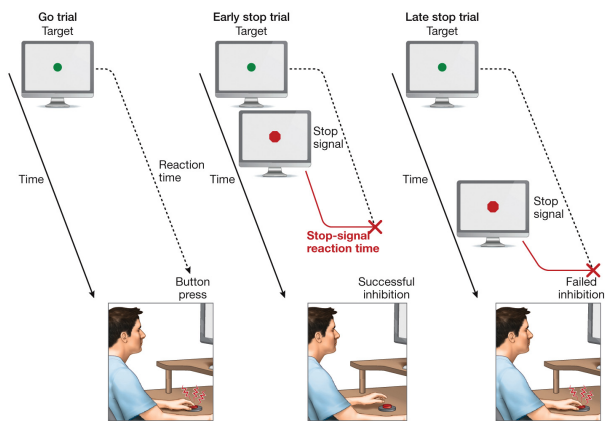 Go trial
Target
Time
Reaction
time
Button
press
Early stop trial
Target
Stop
signal
Time
Stop-signal
reaction time
Successful
inhibition
Late stop trial
Target
Time
Stop
signal
Failed
inhibition